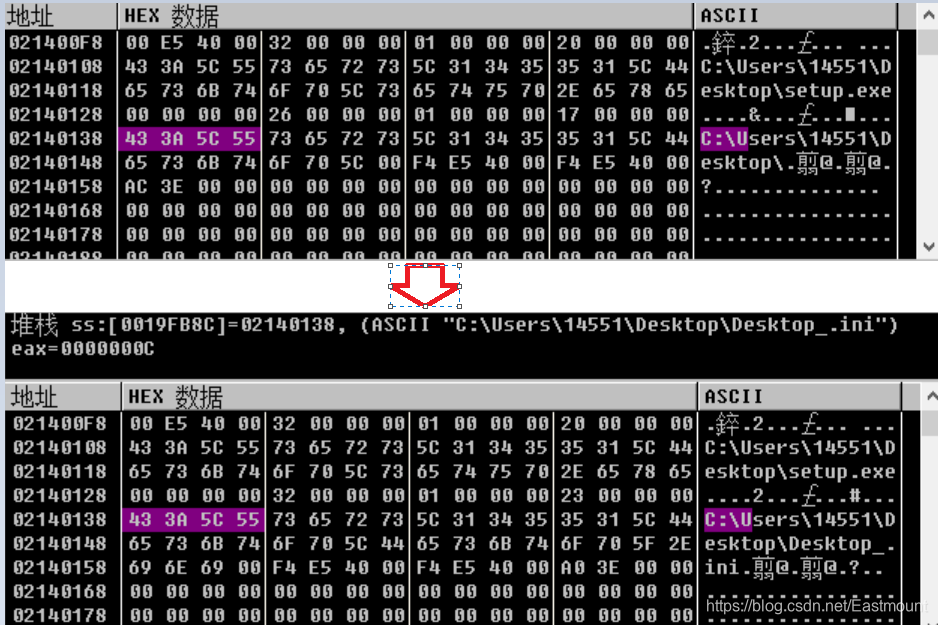 地址 HEX 数据 ASCII
021400F8 00 E5 40 00 32 00 00 00 01 00 00 00 20 00 00 00 .鋅.2...£... ...
02140108 43 3A 5C 55 73 65 72 73 5C 31 34 35 35 31 5C 44 C:\Users\14551\D
02140118 65 73 6B 74 6F 70 5C 73 65 74 75 70 2E 65 78 65 esktop\setup.exe
02140128 00 00 00 00 26 00 00 00 01 00 00 00 17 00 00 00 ....&...£...■...
02140138 43 3A 5C 55 73 65 72 73 5C 31 34 35 35 31 5C 44 C:\Users\14551\D
02140148 65 73 6B 74 6F 70 5C 00 F4 E5 40 00 F4 E5 40 00 esktop\.翦@.翦@.
02140158 AC 3E 00 00 00 00 00 00 00 00 00 00 00 00 00 00 ?..............
02140168 00 00 00 00 00 00 00 00 00 00 00 00 00 00 00 00 ................
02140178 00 00 00 00 00 00 00 00 00 00 00 00 00 00 00 00 ................
02140188 00 00 00 00 00 00 00 00 00 00 00 00 00 00 00 00
堆栈 ss:[0019FB8C]=02140138, (ASCII "C:\Users\14551\Desktop\Desktop_.ini")
eax=0000000C
地址 HEX 数据 ASCII
021400F8 00 E5 40 00 32 00 00 00 01 00 00 00 20 00 00 00 .鋅.2...£... ...
02140108 43 3A 5C 55 73 65 72 73 5C 31 34 35 35 31 5C 44 C:\Users\14551\D
02140118 65 73 6B 74 6F 70 5C 73 65 74 75 70 2E 65 78 65 esktop\setup.exe
02140128 00 00 00 00 32 00 00 00 01 00 00 00 23 00 00 00 ....2...£...#...
02140138 43 3A 5C 55 73 65 72 73 5C 31 34 35 35 31 5C 44 C:\Users\14551\D
02140148 65 73 6B 74 6F 70 5C 44 65 73 6B 74 6F 70 5F 2E esktop\Desktop_.
02140158 69 6E 69 00 F4 E5 40 00 F4 E5 40 00 A0 3E 00 00 ini.翦@.翦@.?..
02140168 00 00 00 00 00 00 00 00 00 00 00 00 00 00 00 00 ................
02140178 00 00 00 00 00 00 00 00 00 00 00 00 00 00 00 00 ................
https://blog.csdn.net/Eastmount